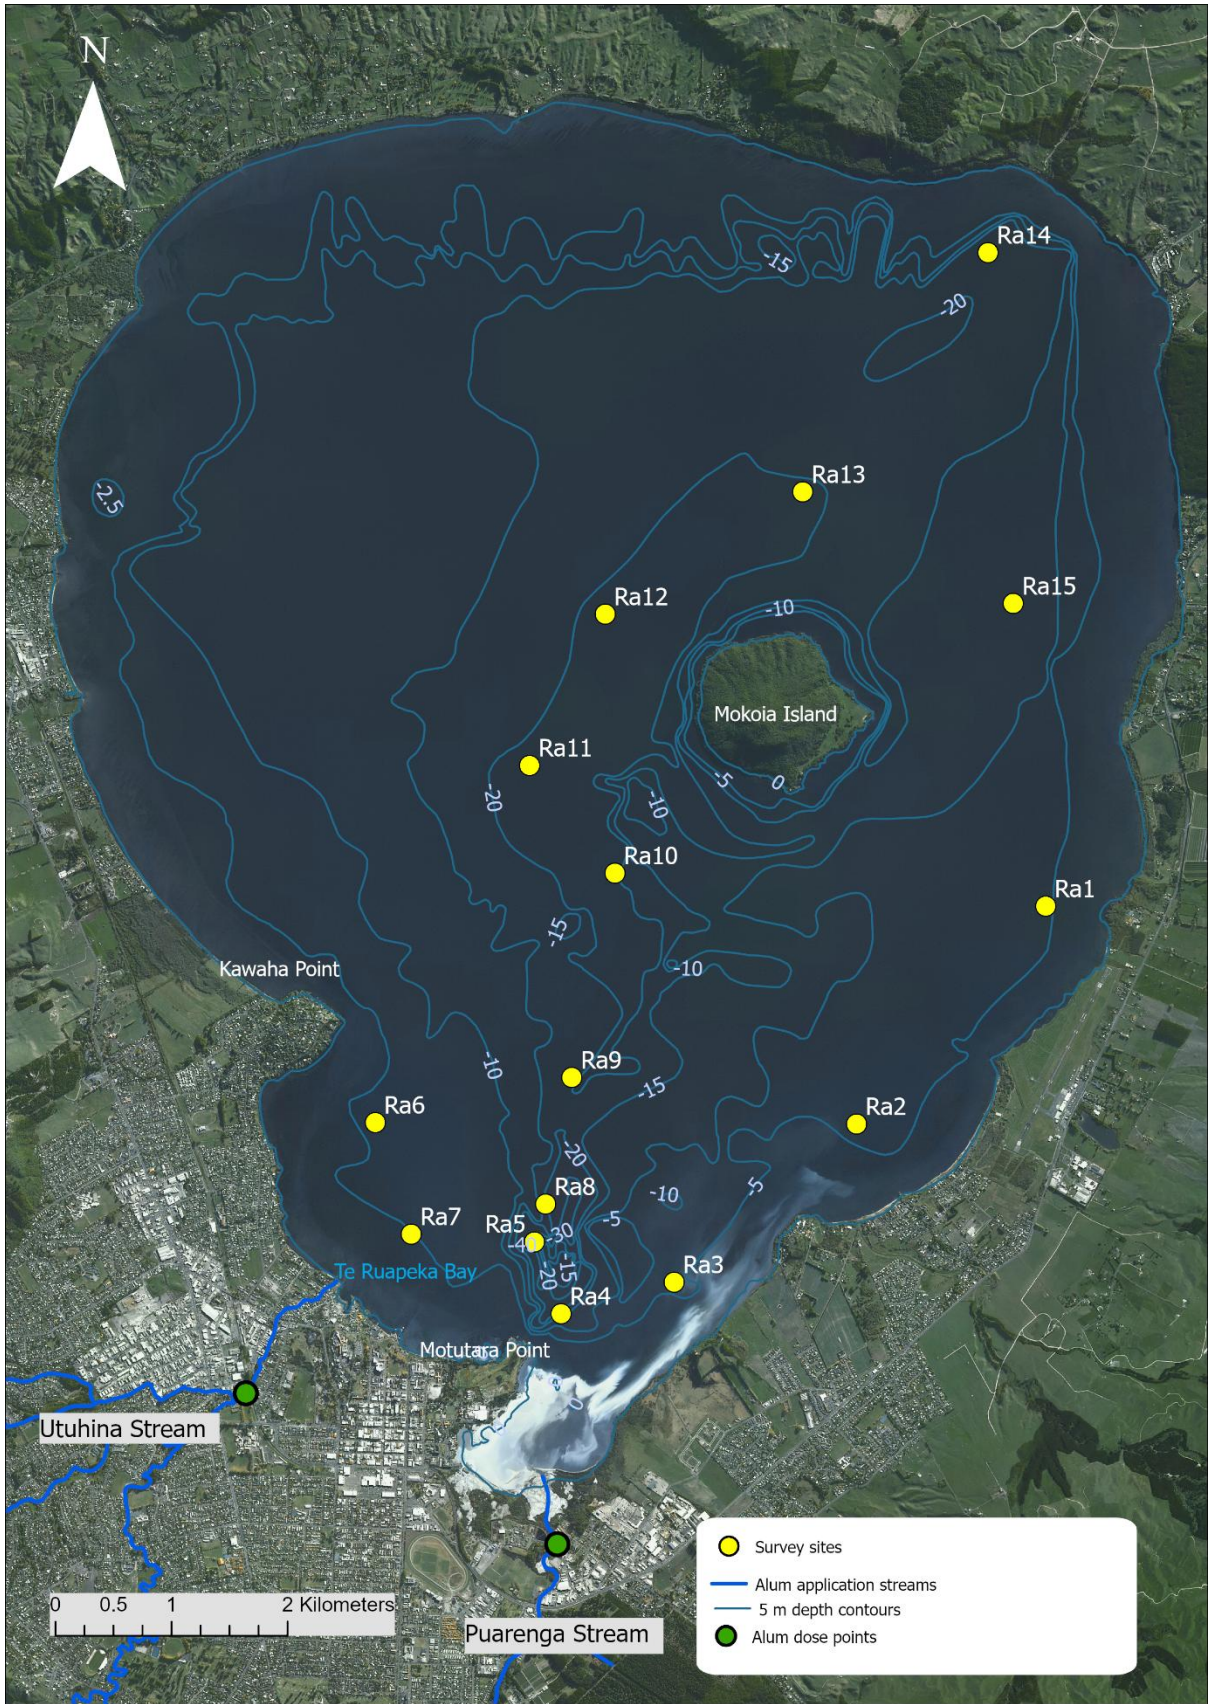 N
Ra14
-15
-20
-2.5
Ra13
Ra12
Ra15
-10
Mokoia Island
Ra11
-5
0
-20
-10
Ra10
Ra1
-15
-10
Kawaha Point
-10
Ra9
-15
Ra6
Ra2
-20
-10
-5
Ra8
Ra7
Ra5
-5
-30
-40
Te Ruapeka Bay
-20
-15
Ra3
Ra4
Motutara Point
0
Utuhina Stream
Survey sites
Alum application streams
5 m depth contours
Alum dose points
0 0.5 1 2 Kilometers
Puarenga Stream